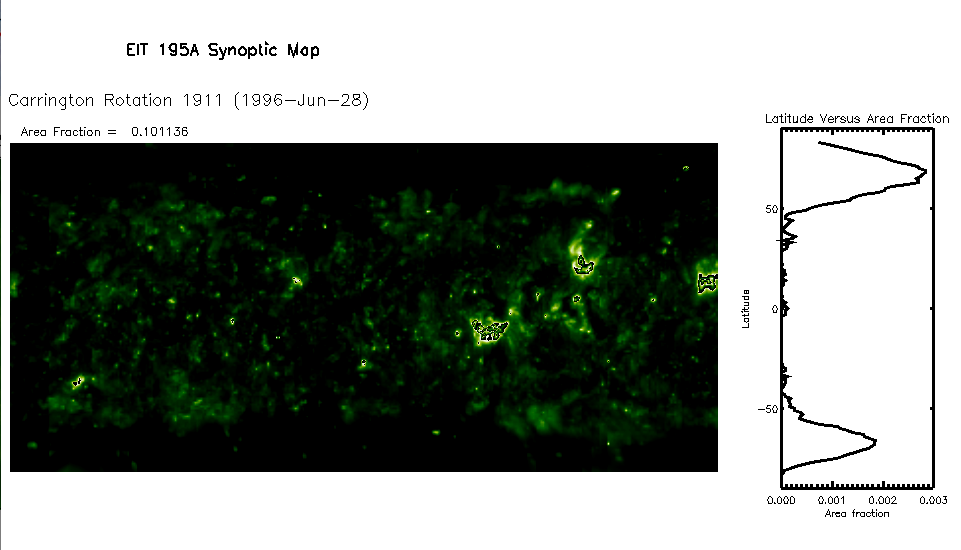 EIT 195A Synoptic Map
Carrington Rotation 1911 (1996-Jun-28)
Area Fraction = 0.101136
Latitude Versus Area Fraction
50
0
-50
Latitude
0.000 0.001 0.002 0.003
Area fraction